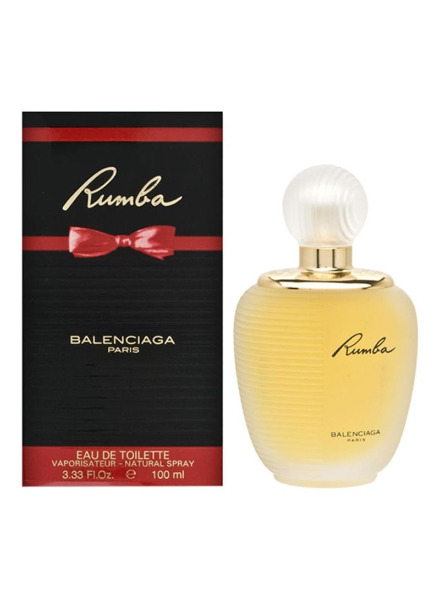 Rumba
BALENCIAGA
PARIS
EAU DE TOILETTE
VAPORISATEUR - NATURAL SPRAY
3.33 Fl.Oz. ℮ 100 ml
Rumba
BALENCIAGA
PARIS